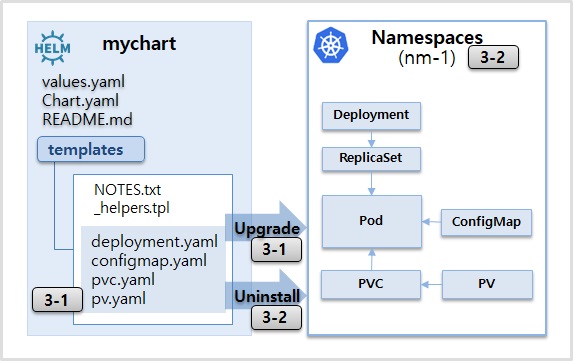 HELM
mychart
values.yaml
Chart.yaml
README.md
templates
NOTES.txt
_helpers.tpl
deployment.yaml
configmap.yaml
pvc.yaml
pv.yaml
3-1
Upgrade
3-1
Uninstall
3-2
Namespaces
(nm-1)
3-2
Deployment
ReplicaSet
Pod
ConfigMap
PVC
PV